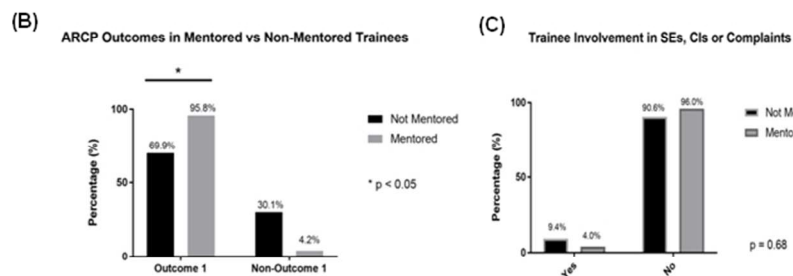 (B)
ARCP Outcomes in Mentored vs Non-Mentored Trainees
*
Percentage (%)
100
50
0
69.9%
95.8%
30.1%
4.2%
Outcome 1
Non-Outcome 1
Not Mentored
Mentored
* p < 0.05
(C)
Trainee Involvement in SEs, CIs or Complaints
Percentage (%)
100
50
0
9.4%
4.0%
90.6%
96.0%
Yes
No
Not M
Mento
p = 0.68